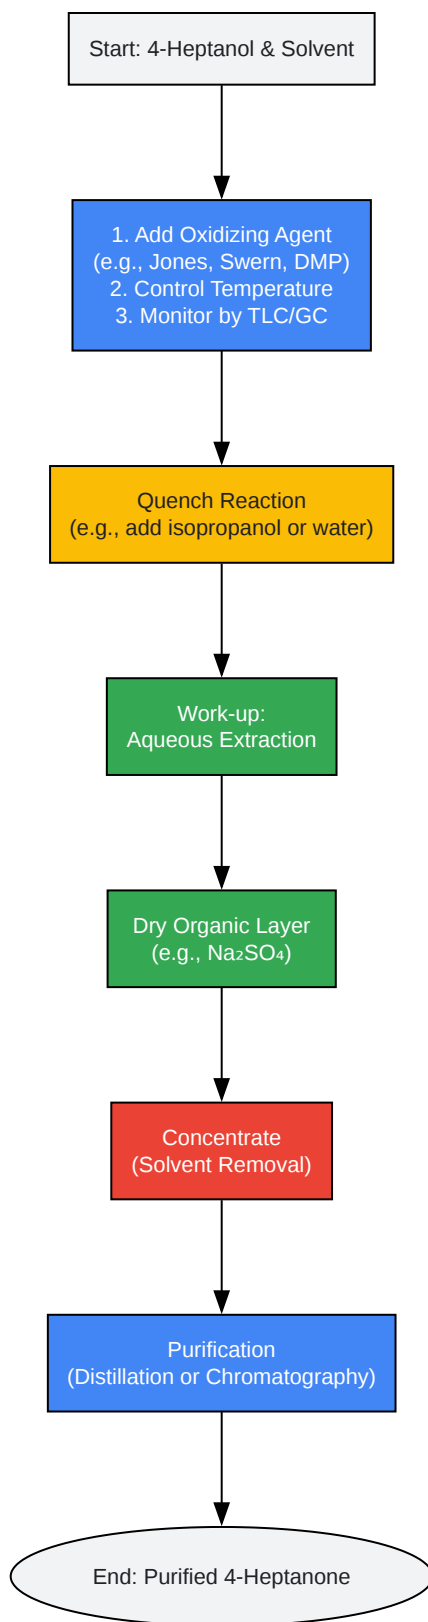 Start: 4-Heptanol & Solvent
1. Add Oxidizing Agent
(e.g., Jones, Swern, DMP)
2. Control Temperature
3. Monitor by TLC/GC
Quench Reaction
(e.g., add isopropanol or water)
Work-up:
Aqueous Extraction
Dry Organic Layer
(e.g., Na₂SO₄)
Concentrate
(Solvent Removal)
Purification
(Distillation or Chromatography)
End: Purified 4-Heptanone